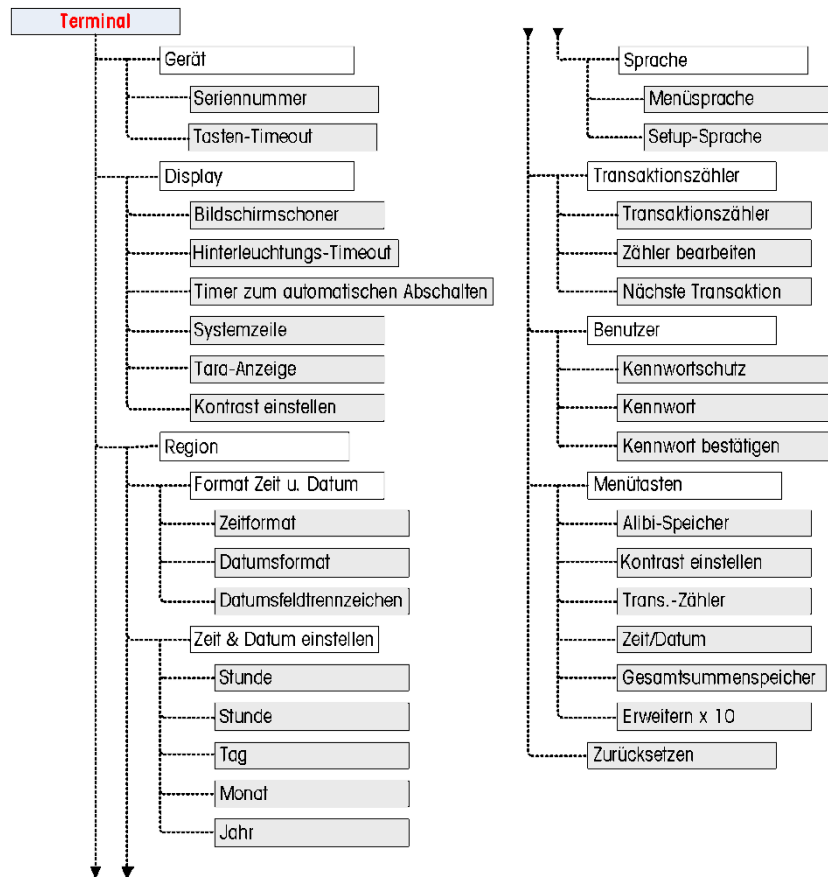 Terminal
Gerät
Seriennummer
Tasten-Timeout
Display
Bildschirmschoner
Hinterleuchtungs-Timeout
Timer zum automatischen Abschalten
Systemzeile
Tara-Anzeige
Kontrast einstellen
Region
Format Zeit u. Datum
Zeitformat
Datumsformat
Datumsfeldtrennzeichen
Zeit & Datum einstellen
Stunde
Stunde
Tag
Monat
Jahr
Sprache
Menüsprache
Setup-Sprache
Transaktionszähler
Transaktionszähler
Zähler bearbeiten
Nächste Transaktion
Benutzer
Kennwortschutz
Kennwort
Kennwort bestätigen
Menütasten
Alibi-Speicher
Kontrast einstellen
Trans.-Zähler
Zeit/Datum
Gesamtsummenspeicher
Erweitern x 10
Zurücksetzen